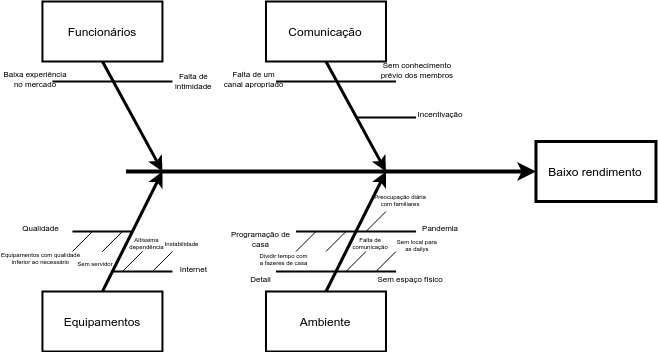 Funcionários
Comunicação
Baixa experiência
no mercado
Falta de
intimidade
Falta de um
canal apropriado
Sem conhecimento
prévio dos membros
Incentivação
Baixo rendimento
Preocupação diária
com familiares
Qualidade
Altíssima
dependência
Instabilidade
Equipamentos com qualidade
inferior ao necessário
Sem servidor
Internet
Programação de
casa
Pandemia
Falta de
comunicação
Sem local para
as dailys
Dividir tempo com
a fazeres de casa
Detail
Sem espaço físico
Equipamentos
Ambiente